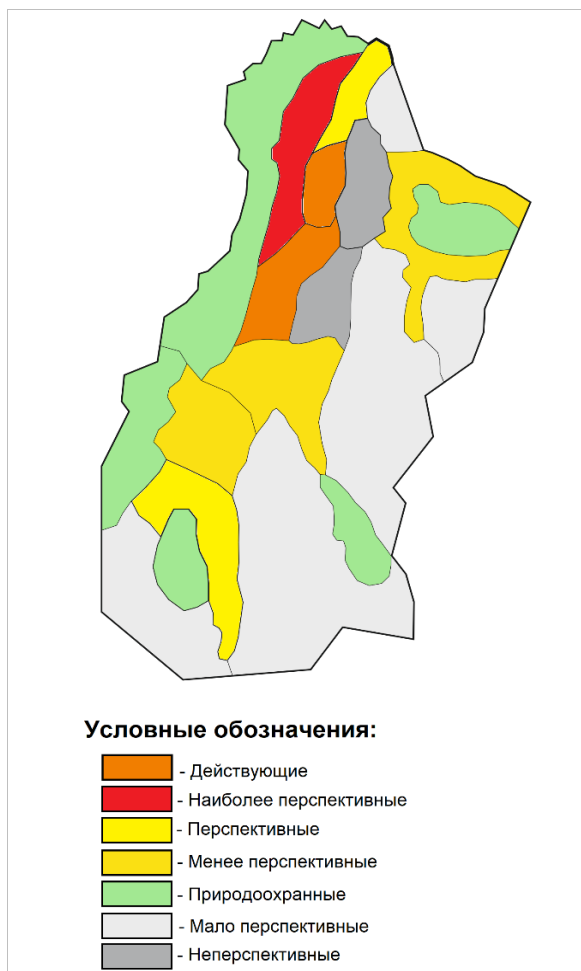 Условные обозначения:
- Действующие
- Наиболее перспективные
- Перспективные
- Менее перспективные
- Природоохранные
- Мало перспективные
- Неперспективные